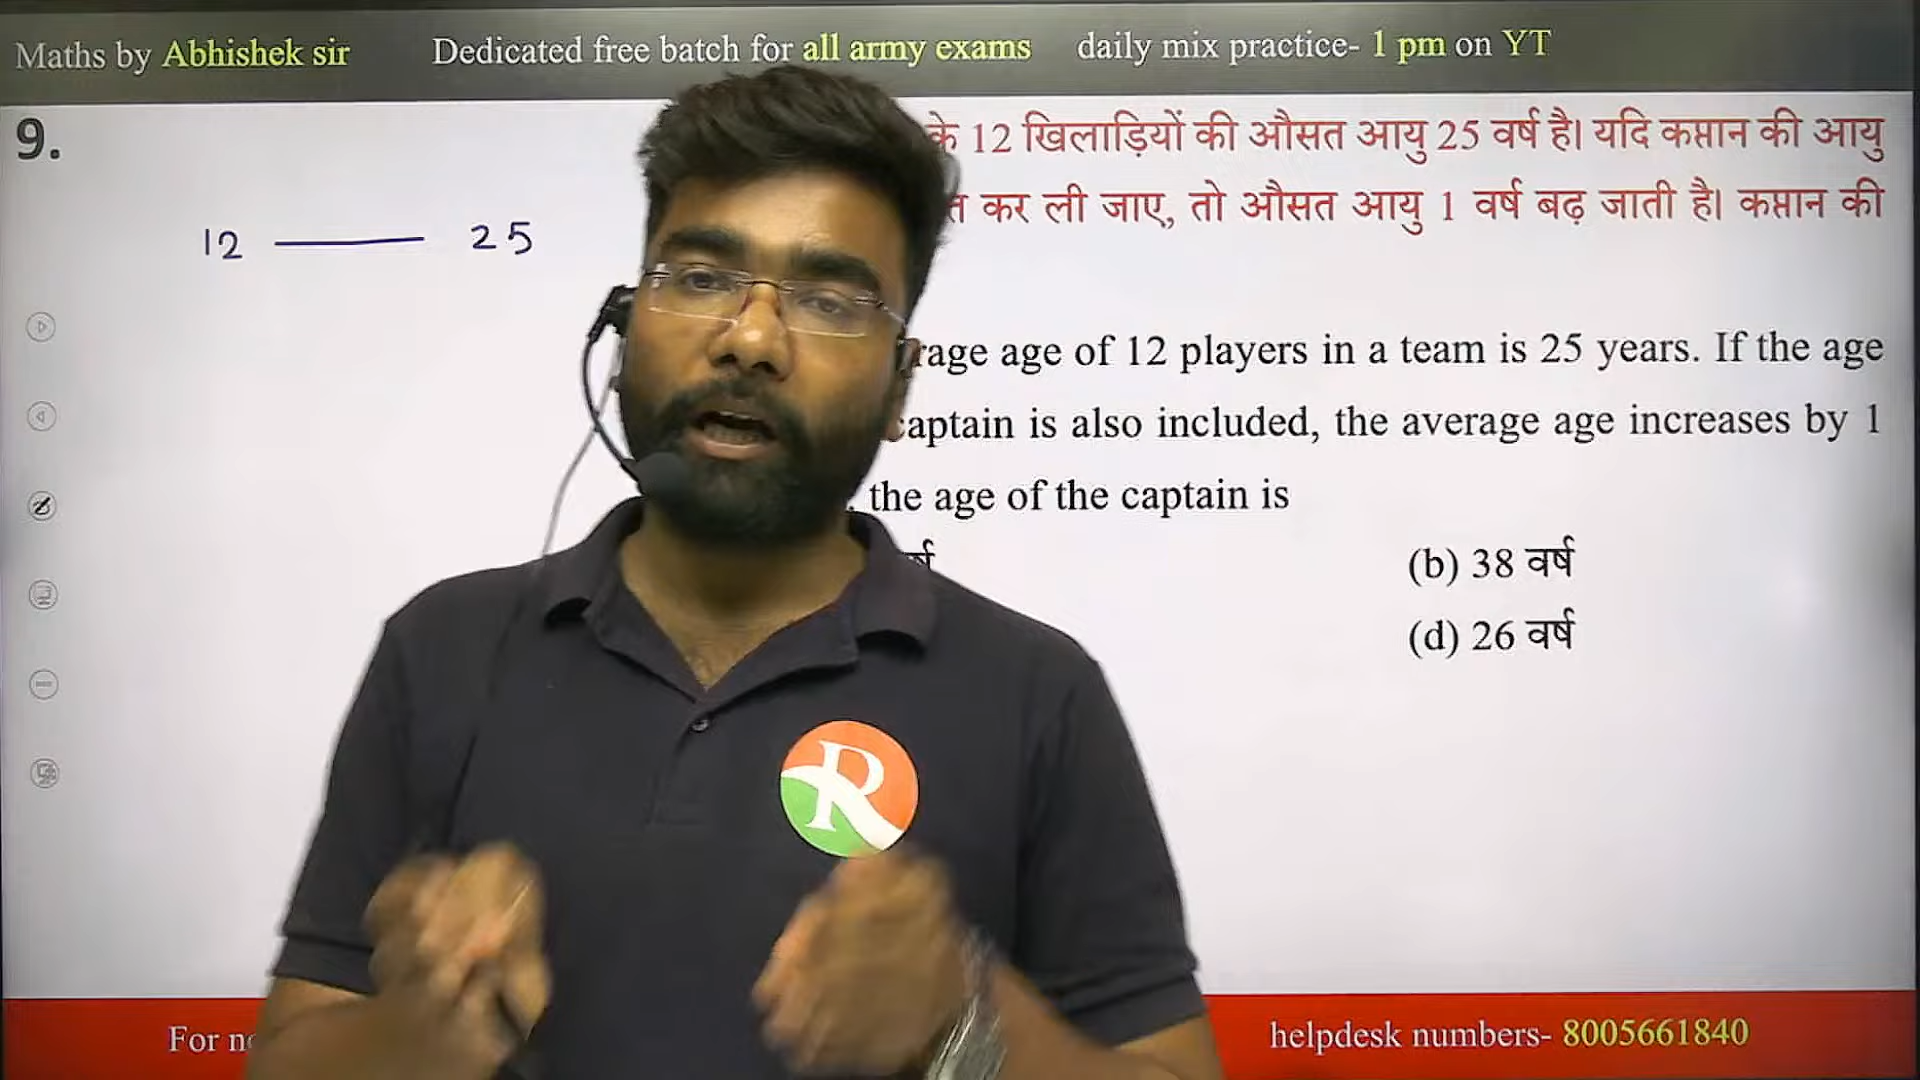 Maths by Abhishek sir Dedicated free batch for all army exams daily mix practice- 1 pm on YT
9.
के 12 खिलाड़ियों की औसत आयु 25 वर्ष है। यदि कप्तान की आयु
कर ली जाए, तो औसत आयु 1 वर्ष बढ़ जाती है। कप्तान की
12 — 25
age of 12 players in a team is 25 years. If the age
captain is also included, the average age increases by 1
the age of the captain is
(b) 38 वर्ष
(d) 26 वर्ष
R
For
helpdesk numbers- 8005661840